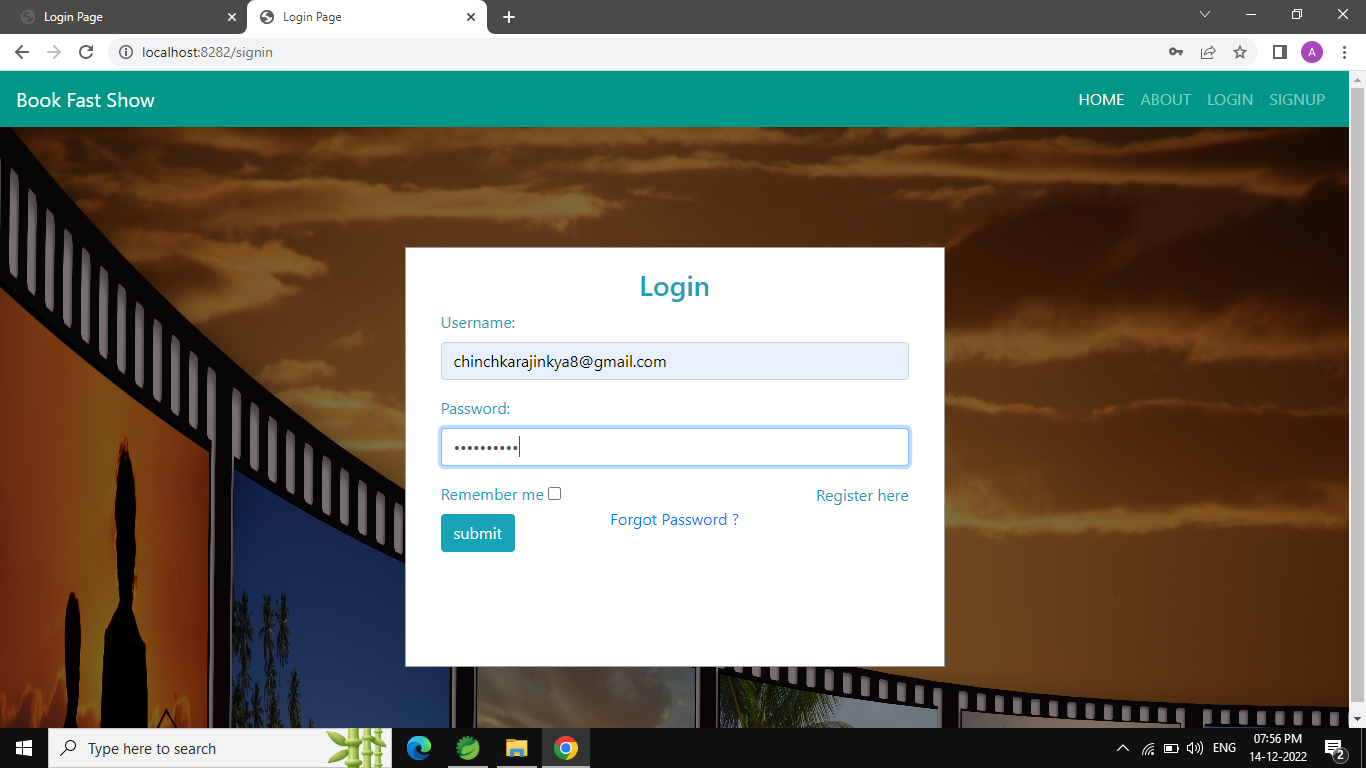 Login Page
Login Page
localhost:8282/signin
A
Book Fast Show
HOME ABOUT LOGIN SIGNUP
Login
Username:
chinchkarajinkya8@gmail.com
Password:
••••••••••
Remember me
Register here
Forgot Password ?
submit
Type here to search
ENG
07:56 PM
14-12-2022
2